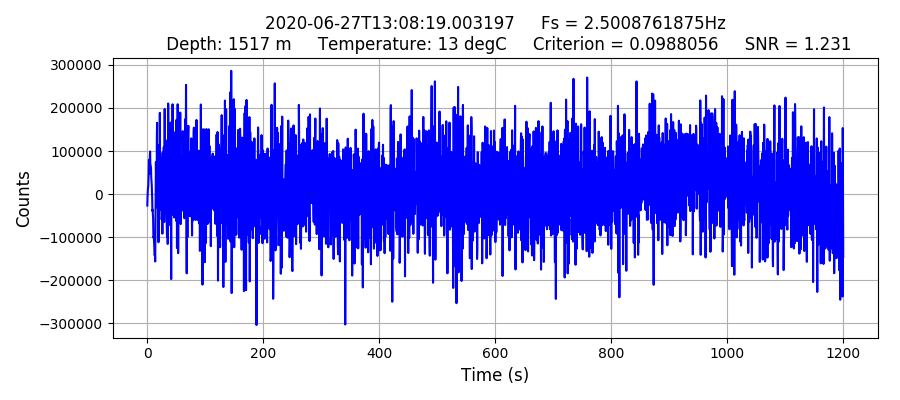 2020-06-27T13:08:19.003197 Fs = 2.5008761875Hz
Depth: 1517 m Temperature: 13 degC Criterion = 0.0988056 SNR = 1.231
300000
200000
100000
0
−100000
−200000
−300000
Counts
0 200 400 600 800 1000 1200
Time (s)